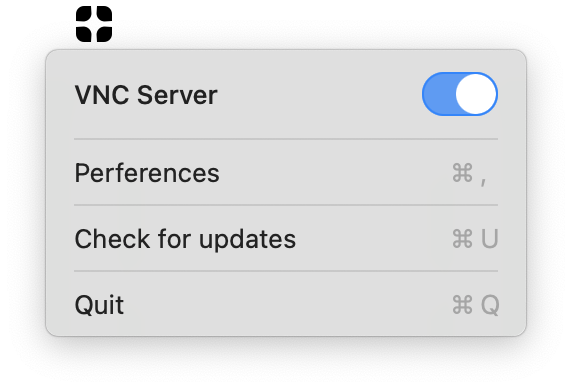 VNC Server
Perferences ⌘ ,
Check for updates ⌘ U
Quit ⌘ Q